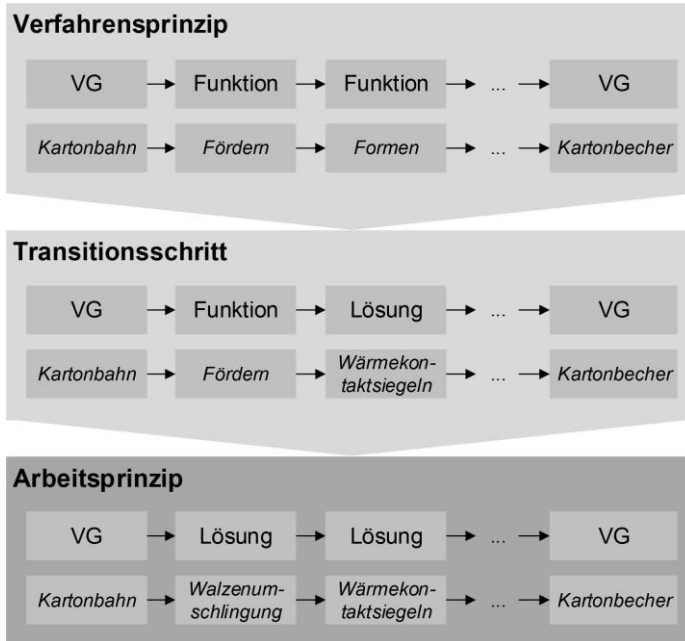 Verfahrensprinzip
VG Funktion Funktion ... VG
Kartonbahn Fördern Formen ... Kartonbecher
Transitionsschritt
VG Funktion Lösung ... VG
Kartonbahn Fördern Wärmekon-
taktsiegeln ... Kartonbecher
Arbeitsprinzip
VG Lösung Lösung ... VG
Kartonbahn Walzenum-
schlingung Wärmekon-
taktsiegeln ... Kartonbecher